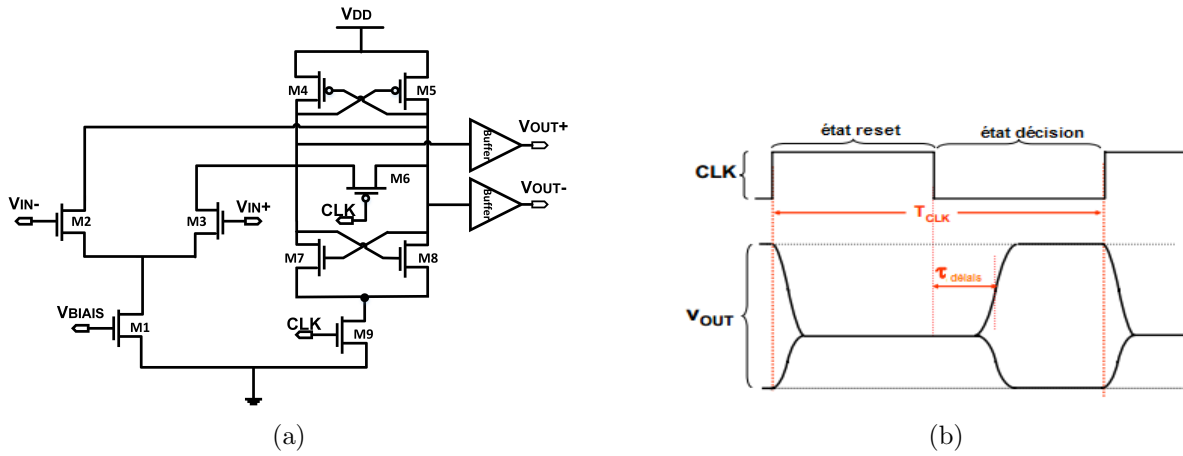 VDD
M4
M5
Buffer
VOUT+
M6
CLK
Buffer
VOUT-
VIN-
M2
M3
VIN+
M7
M8
VBIAIS
M1
CLK
M9
(a)
état reset
état décision
CLK
TCLK
τ délais
VOUT
(b)